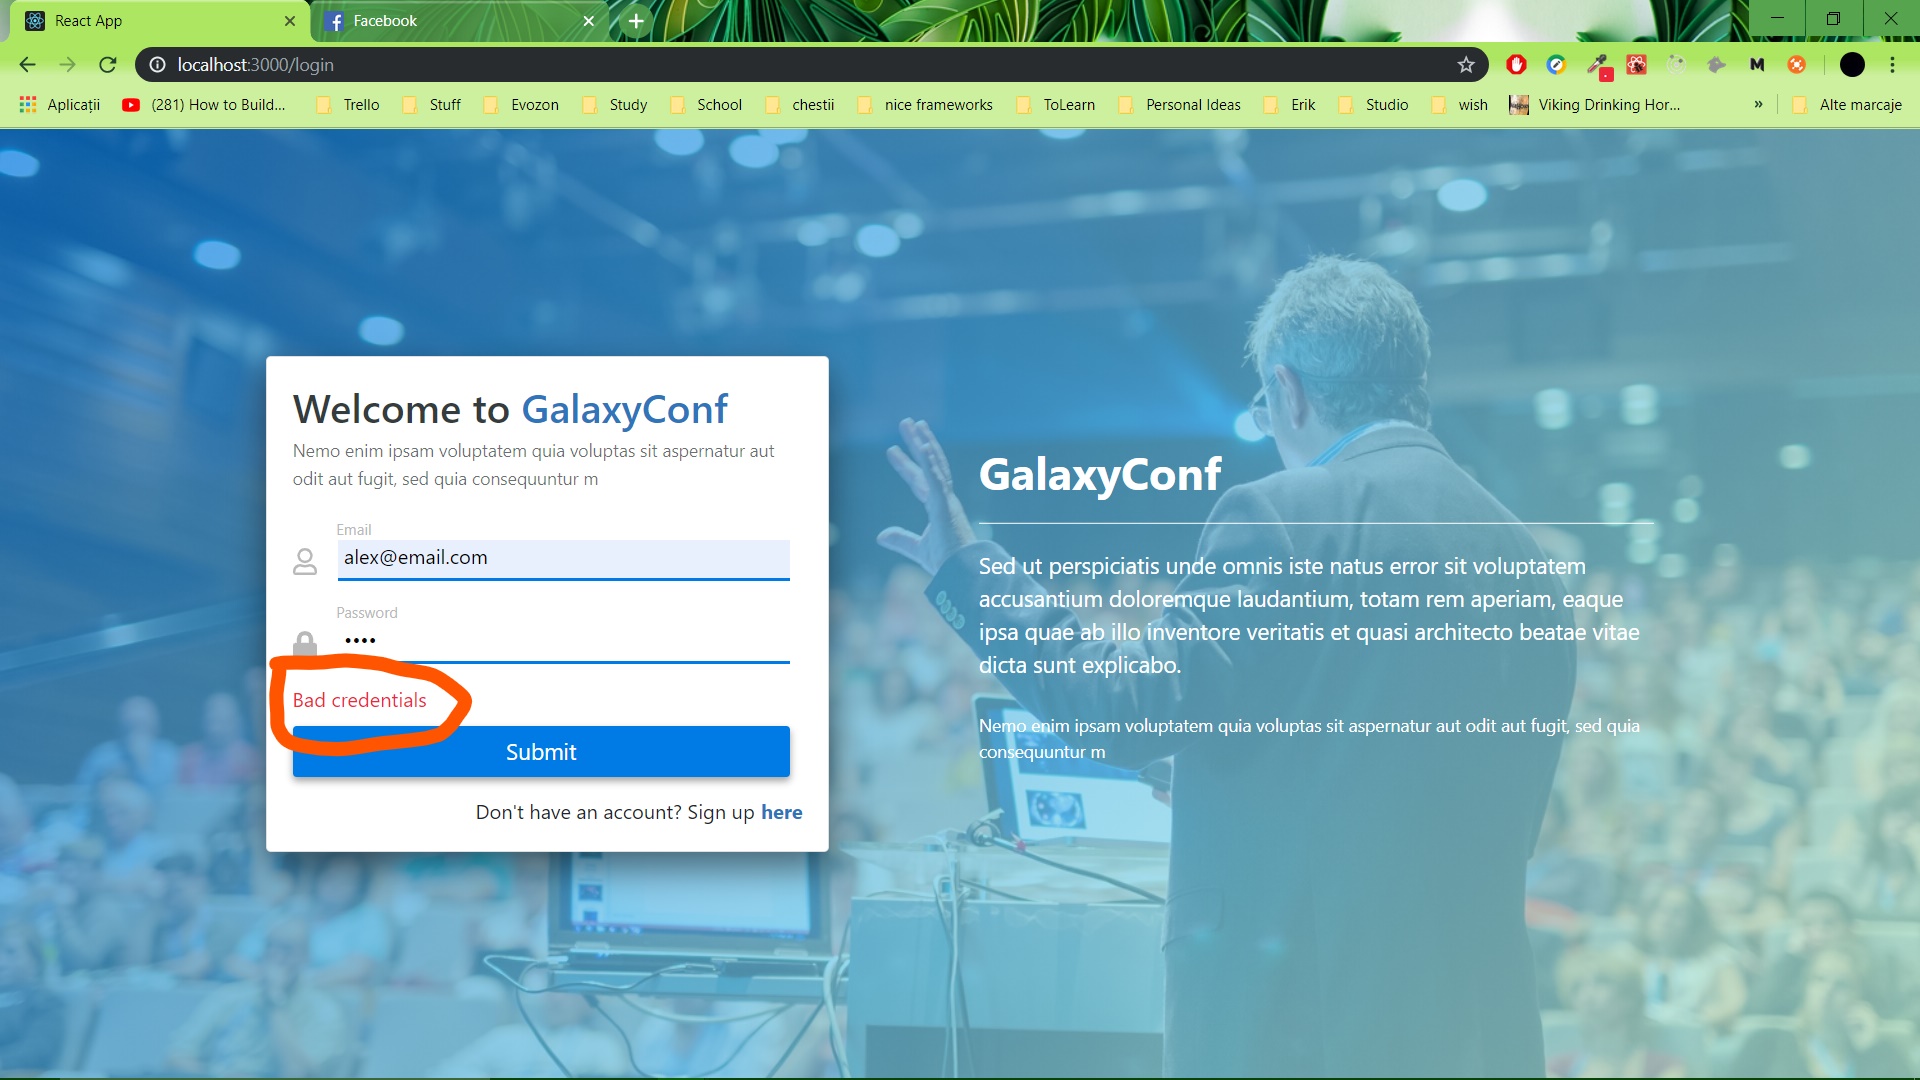 React App
Facebook
localhost:3000/login
Aplicații
(281) How to Build...
Trello
Stuff
Evozon
Study
School
chestii
nice frameworks
ToLearn
Personal Ideas
Erik
Studio
wish
Viking Drinking Hor...
»
Alte marcaje
Welcome to GalaxyConf
Nemo enim ipsam voluptatem quia voluptas sit aspernatur aut
odit aut fugit, sed quia consequuntur m
Email
alex@email.com
Password
••••
Bad credentials
Submit
Don't have an account? Sign up here
GalaxyConf
Sed ut perspiciatis unde omnis iste natus error sit voluptatem
accusantium doloremque laudantium, totam rem aperiam, eaque
ipsa quae ab illo inventore veritatis et quasi architecto beatae vitae
dicta sunt explicabo.
Nemo enim ipsam voluptatem quia voluptas sit aspernatur aut odit aut fugit, sed quia
consequuntur m